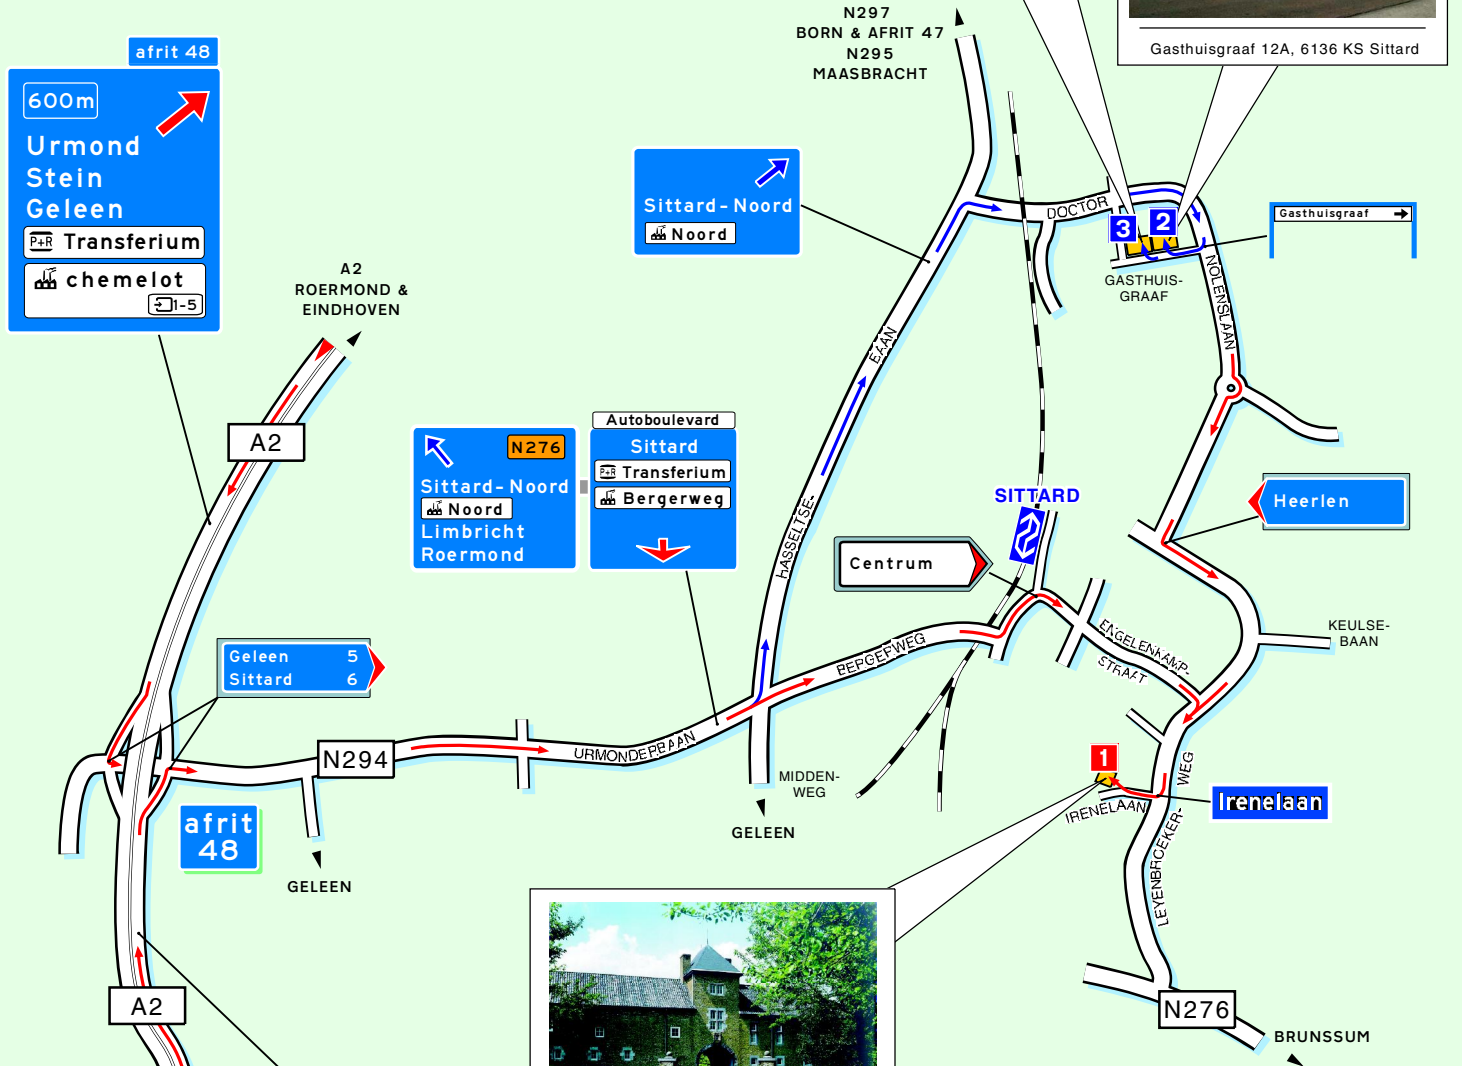 N297
BORN & AFRIT 47
N295
MAASBRACHT
Gasthuisgraaf 12A, 6136 KS Sittard
afrit 48
600m
Urmond
Stein
Geleen
P+R Transferium
chemelot
1-5
Sittard-Noord
Noord
DOCTOR
3
2
Gasthuisgraaf
GASTHUIS-
GRAAF
NOLENSLAAN
A2
ROERMOND &
EINDHOVEN
A2
BAAN
HASSELTSE-
N276
Sittard-Noord
Noord
Limbricht
Roermond
Autoboulevard
Sittard
P+R Transferium
Bergerweg
SITTARD
Heerlen
Centrum
KEULSE-
BAAN
ENGELENKAMP-
STRAAT
BERGERWEG
Geleen 5
Sittard 6
N294
URMONDERBAAN
MIDDEN-
WEG
GELEEN
1
WEG
IRENELAAN
Irenelaan
LEYENBROEKER-
afrit
48
GELEEN
A2
N276
BRUNSSUM